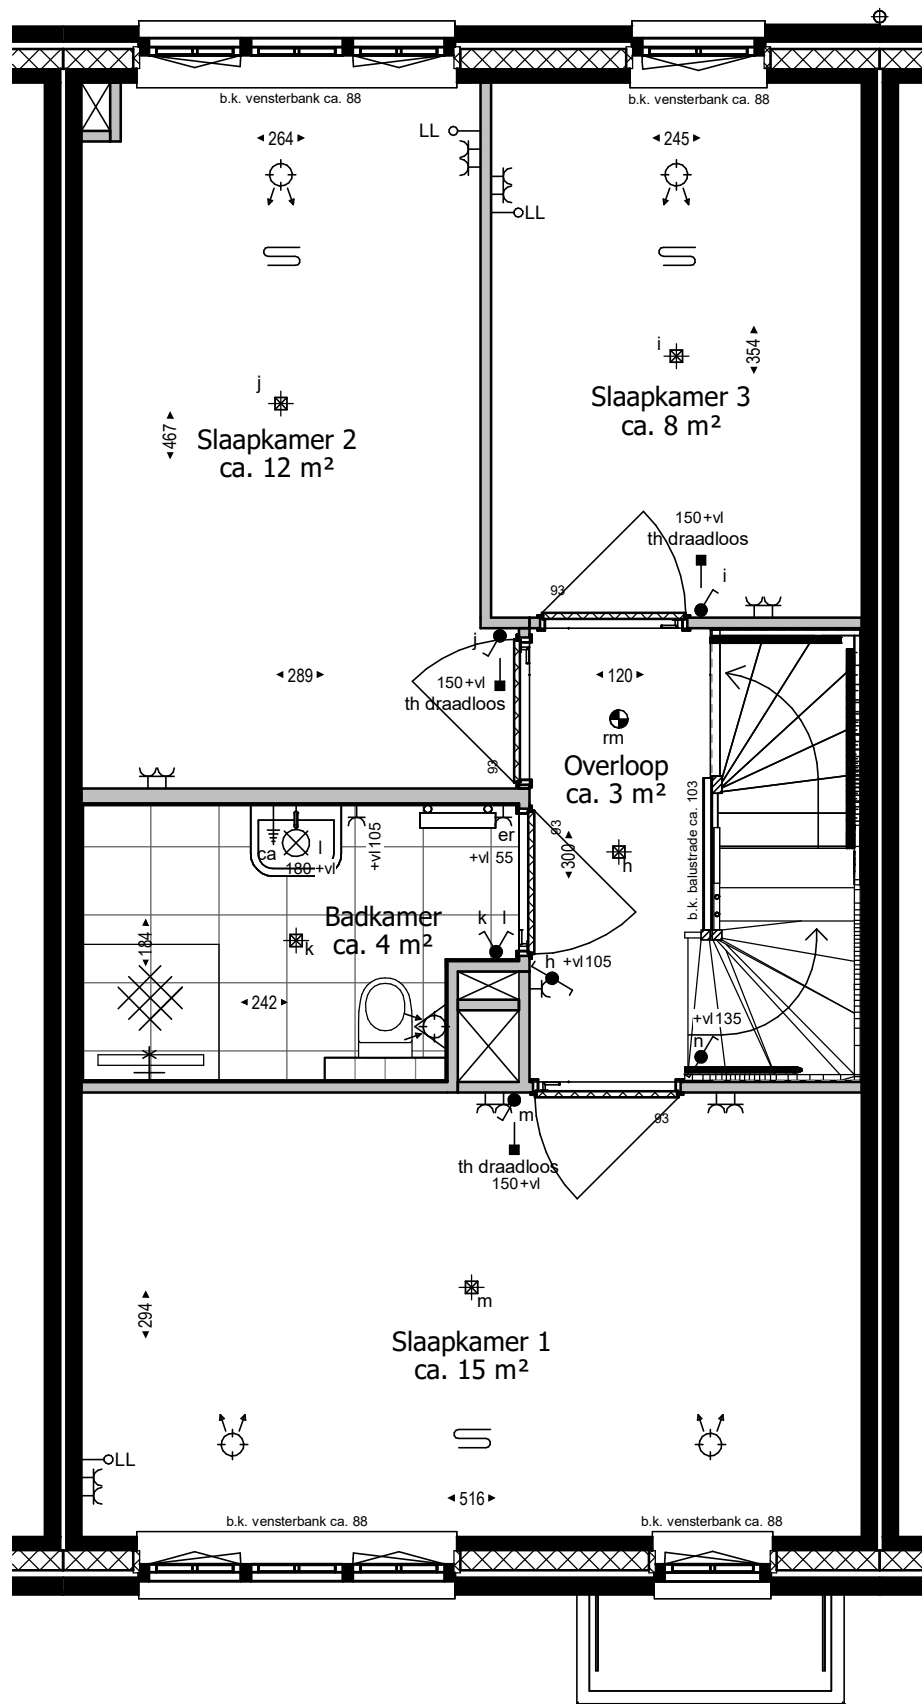 b.k. vensterbank ca. 88
b.k. vensterbank ca. 88
LL
264
245
LL
i
354
j
Slaapkamer 3
ca. 8 m²
467
Slaapkamer 2
ca. 12 m²
150+vl
th draadloos
i
93
j
289
150+vl
th draadloos
120
rm
93
Overloop
ca. 3 m²
b.k. balustrade ca. 103
93
300
h
ca
l
180+vl
+vl105
er
+vl 55
k
l
Badkamer
ca. 4 m²
184
k
h
+vl105
242
+vl135
n
m
93
th draadloos
150+vl
m
294
Slaapkamer 1
ca. 15 m²
LL
516
b.k. vensterbank ca. 88
b.k. vensterbank ca. 88